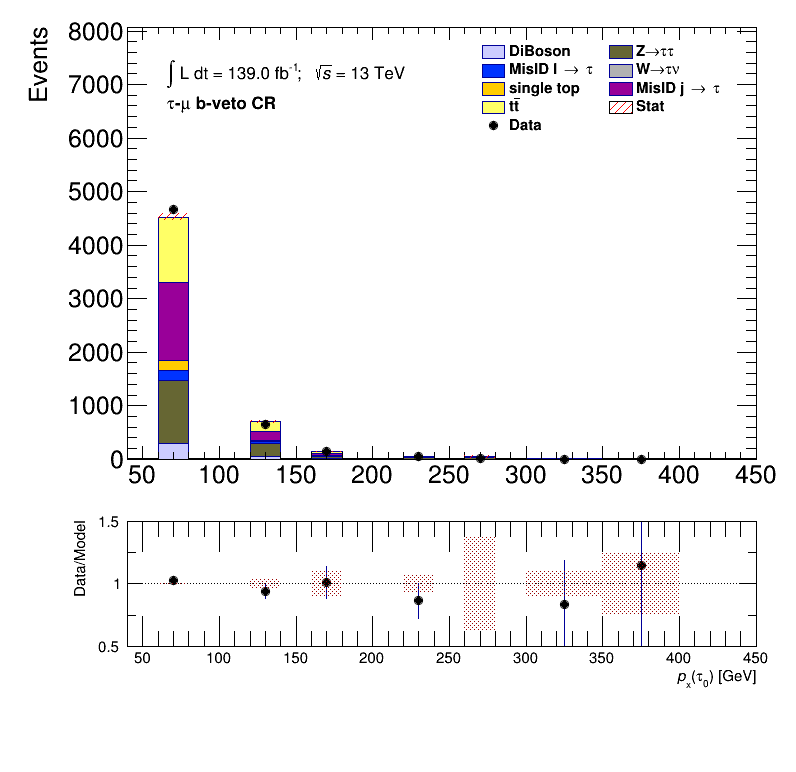 Events
8000
7000
6000
5000
4000
3000
2000
1000
0
∫ L dt = 139.0 fb⁻¹; √s = 13 TeV
τ-μ b-veto CR
DiBoson
MisID l → τ
single top
tt̄
Data
Z→ττ
W→τν
MisID j → τ
Stat
50 100 150 200 250 300 350 400 450
Data/Model
1.5
1
0.5
50 100 150 200 250 300 350 400 450
pₓ(τ₀) [GeV]